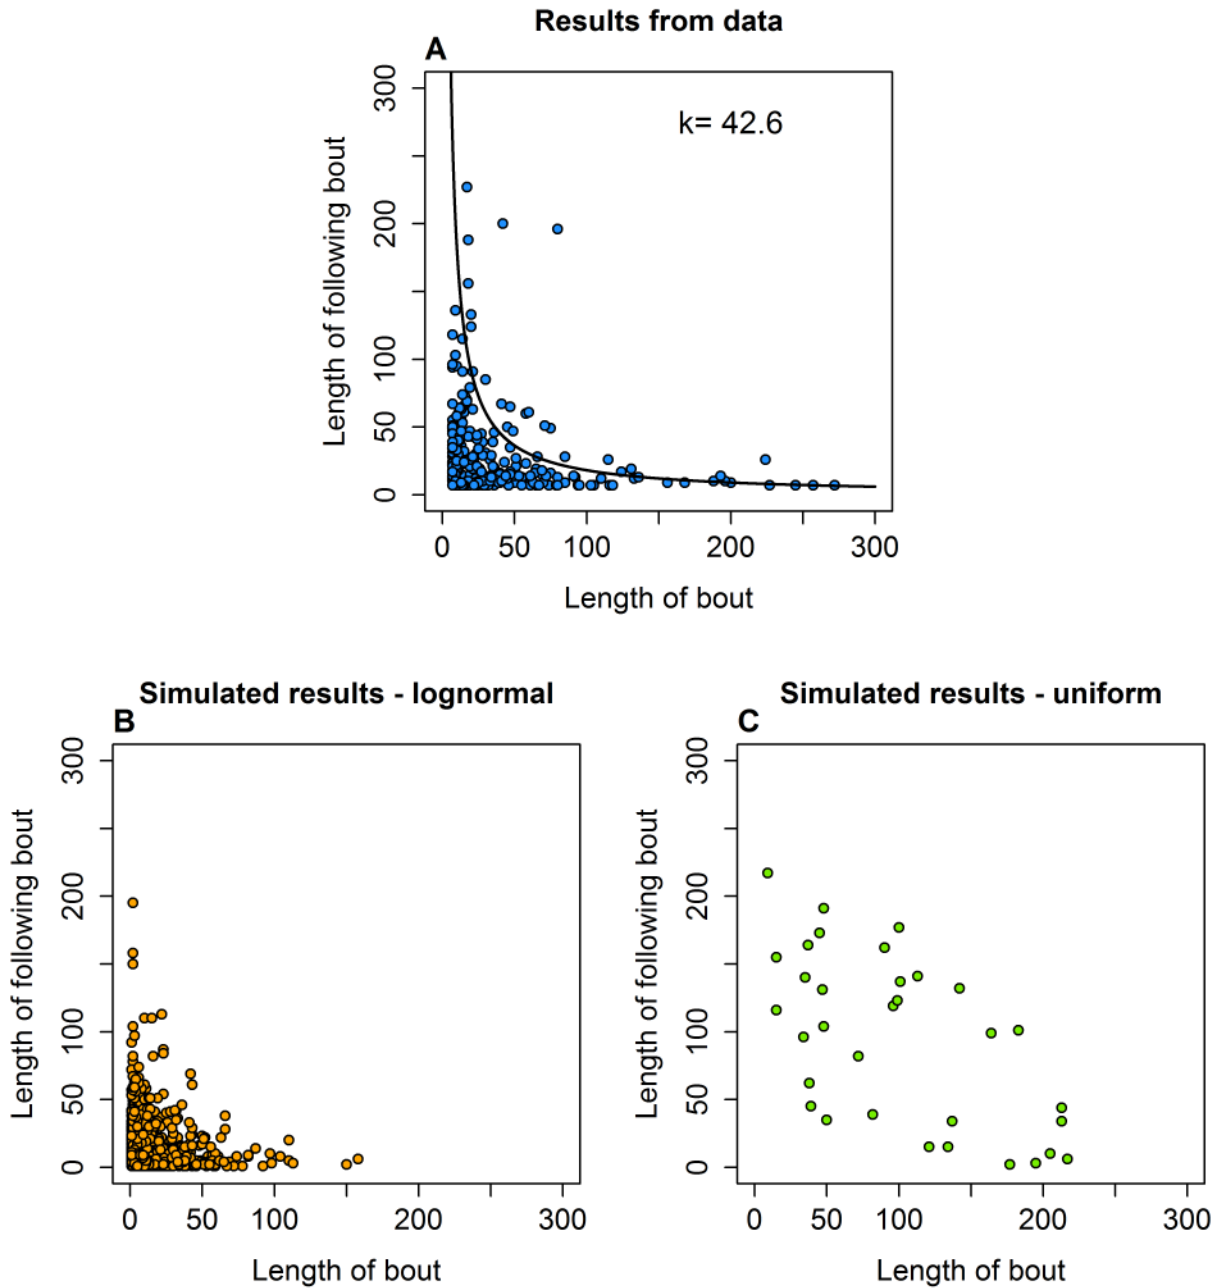 Results from data
A
k= 42.6
300
200
100
50
0
Length of following bout
0 50 100 200 300
Length of bout
Simulated results - lognormal
B
300
200
100
50
0
Length of following bout
0 50 100 200 300
Length of bout
Simulated results - uniform
C
300
200
100
50
0
Length of following bout
0 50 100 200 300
Length of bout